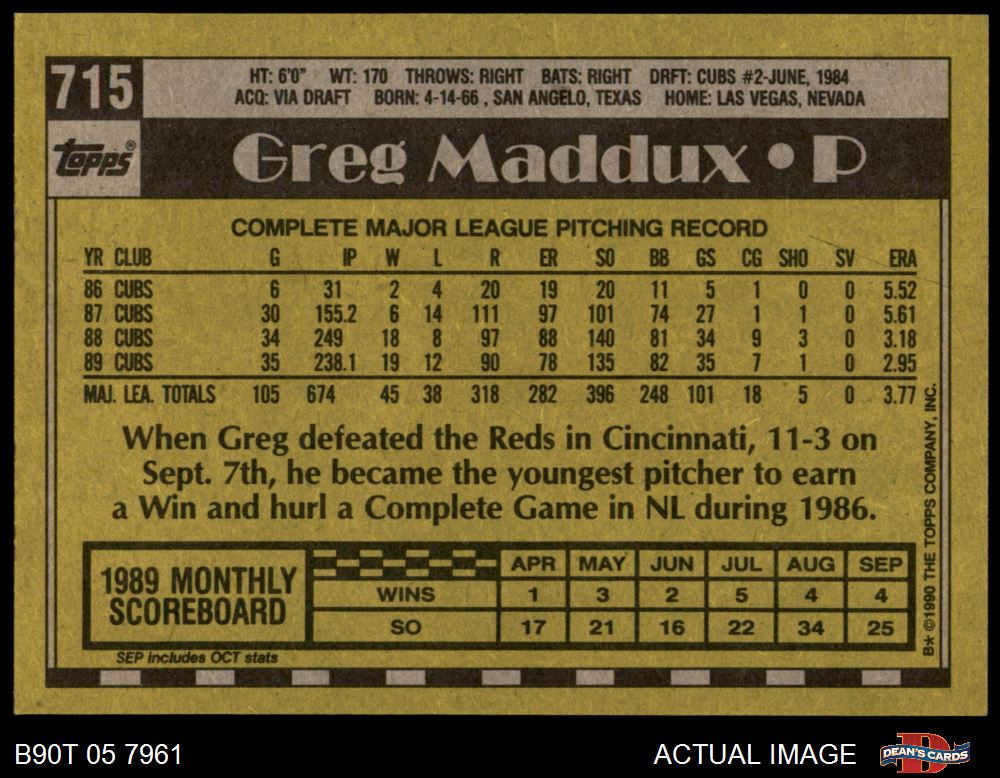 715
HT: 6'0" WT: 170 THROWS: RIGHT BATS: RIGHT DRFT: CUBS #2-JUNE, 1984
ACQ: VIA DRAFT BORN: 4-14-66 , SAN ANGELO, TEXAS HOME: LAS VEGAS, NEVADA
topps®
Greg Maddux • P
COMPLETE MAJOR LEAGUE PITCHING RECORD
YR CLUB G IP W L R ER SO BB GS CG SHO SV ERA
86 CUBS 6 31 2 4 20 19 20 11 5 1 0 0 5.52
87 CUBS 30 155.2 6 14 111 97 101 74 27 1 1 0 5.61
88 CUBS 34 249 18 8 97 88 140 81 34 9 3 0 3.18
89 CUBS 35 238.1 19 12 90 78 135 82 35 7 1 0 2.95
MAJ. LEA. TOTALS 105 674 45 38 318 282 396 248 101 18 5 0 3.77
When Greg defeated the Reds in Cincinnati, 11-3 on
Sept. 7th, he became the youngest pitcher to earn
a Win and hurl a Complete Game in NL during 1986.
1989 MONTHLY
SCOREBOARD
APR MAY JUN JUL AUG SEP
WINS 1 3 2 5 4 4
SO 17 21 16 22 34 25
SEP includes OCT stats
B* ©1990 THE TOPPS COMPANY, INC.
B90T 05 7961
ACTUAL IMAGE
D
DEAN'S CARDS